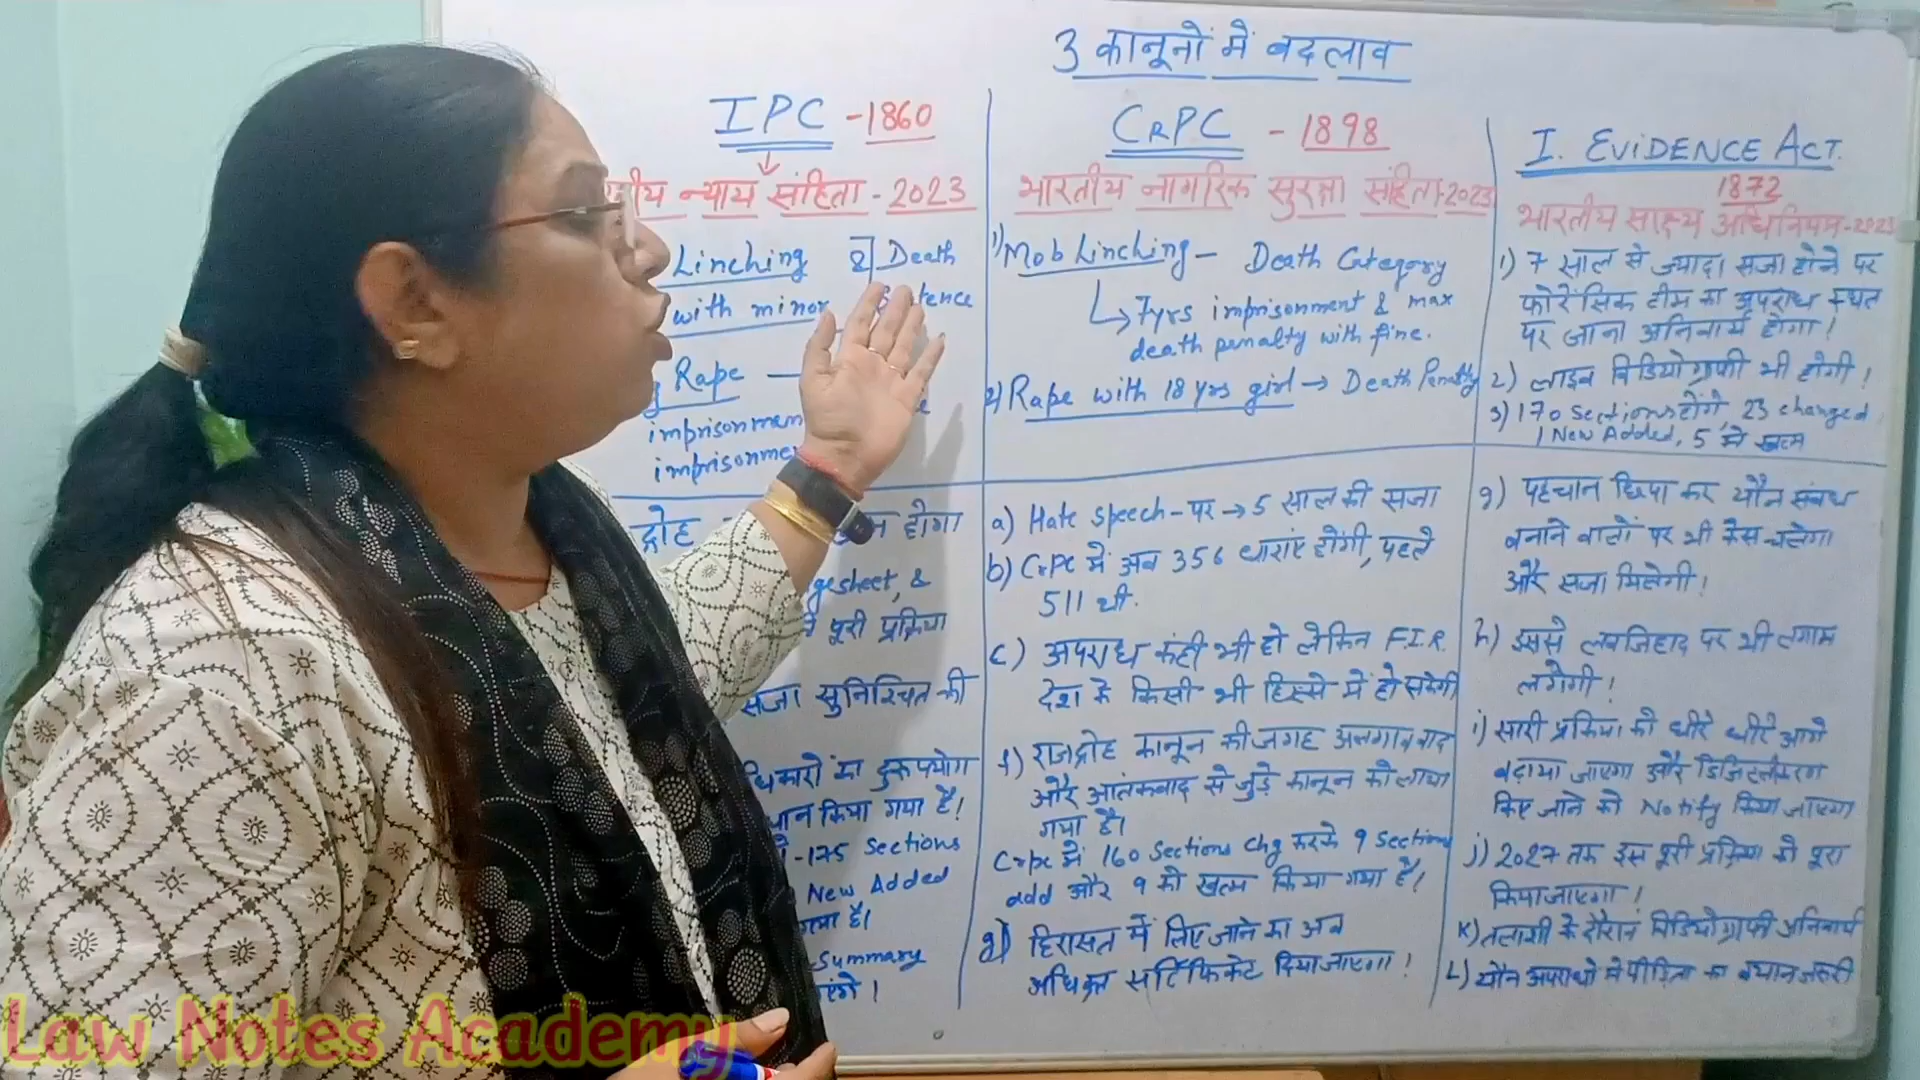 3 कानूनों में बदलाव
IPC - 1860
तीय न्याय संहिता - 2023
Linching & Death
with minor Sentence
g Rape —
imprisonmen
imprisonmen
द्रोह होगा
gesheet, &
पूरी प्रक्रिया
सजा सुनिश्चित की
धिकारों का दुरूपयोग
धान किया गया है।
-175 Sections
New Added
गया है।
Summary
एंगे।
CRPC - 1898
भारतीय नागरिक सुरक्षा संहिता-2023
1) Mob Linching – Death Category
7yrs imprisonment & max
death penalty with fine.
2) Rape with 18 yrs girl → Death Penalty
a) Hate speech - पर → 5 साल की सजा
b) CrPC में अब 356 धाराएं होंगी, पहले
511 थी.
c) अपराध कंही भी हो लेकिन F.I.R.
देश के किसी भी हिस्से में हो सकेगी
f) राजद्रोह कानून की जगह अलगाववाद
और आतंकवाद से जुड़े कानून को लाया
गया है।
CrPC में 160 Sections chg करके 9 Sections
add और 9 को खत्म किया गया है।
g) हिरासत में लिए जाने का अब
सर्टिफिकेट दिया जाएगा!
I. EViDENCE ACT.
1872
भारतीय साक्ष्य अधिनियम-2023
1) 7 साल से ज्यादा सजा होने पर
फोरेंसिक टीम का अपराध स्थल
पर जाना अनिवार्य होगा!
2) लाइव विडियोग्राफी भी होगी!
3) 170 Sections होंगे, 23 changed
1 New Added, 5 को खत्म
g) पहचान छिपा कर यौन संबंध
बनाने वालों पर भी केस चलेगा
और सजा मिलेगी!
h) इससे लवजिहाद पर भी लगाम
लगेगी!
i) सारी प्रक्रिया को धीरे धीरे आगे
बढ़ाया जाएगा और डिजिटलीकरण
किए जाने को Notify किया जाएगा
j) 2027 तक इस पूरी प्रक्रिया को पूरा
किया जाएगा!
K) तलाशी के दौरान विडियोग्राफी अनिवार्य
L) यौन अपराधो में पीड़िता का बयान जरूरी
Law Notes Academy